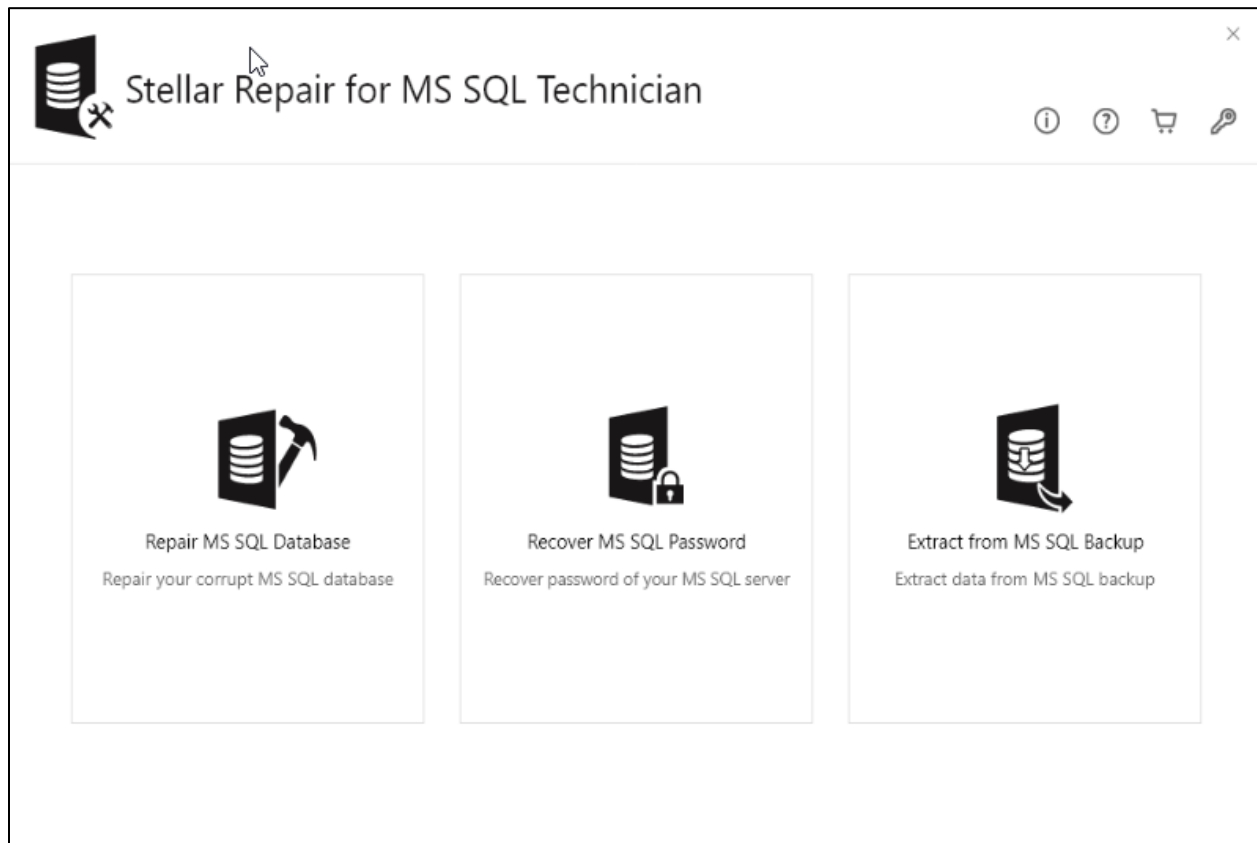 Stellar Repair for MS SQL Technician
Repair MS SQL Database
Repair your corrupt MS SQL database
Recover MS SQL Password
Recover password of your MS SQL server
Extract from MS SQL Backup
Extract data from MS SQL backup